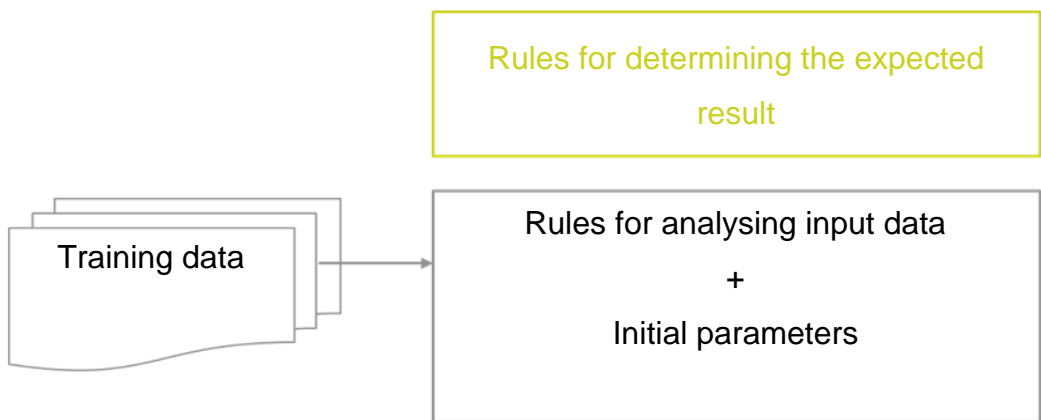 Rules for determining the expected
result
Training data
Rules for analysing input data
+
Initial parameters